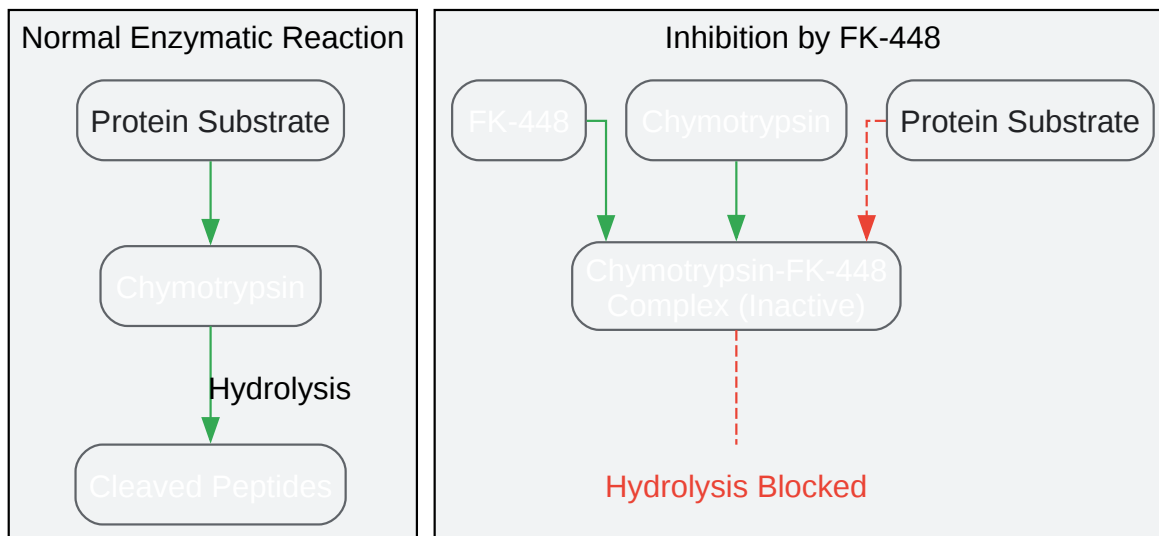 Normal Enzymatic Reaction
Protein Substrate
Chymotrypsin
Hydrolysis
Cleaved Peptides
Inhibition by FK-448
FK-448
Chymotrypsin
Protein Substrate
Chymotrypsin-FK-448
Complex (Inactive)
Hydrolysis Blocked